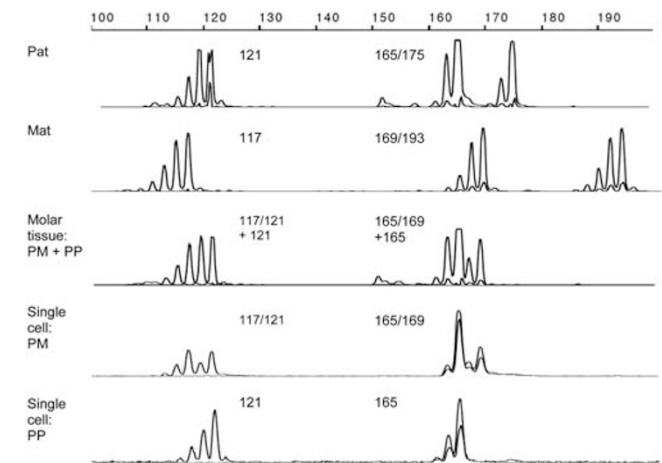 100 110 120 130 140 150 160 170 180 190
Pat 121 165/175
Mat 117 169/193
Molar 117/121 165/169
tissue: + 121 +165
PM + PP
Single 117/121 165/169
cell:
PM
Single 121 165
cell:
PP